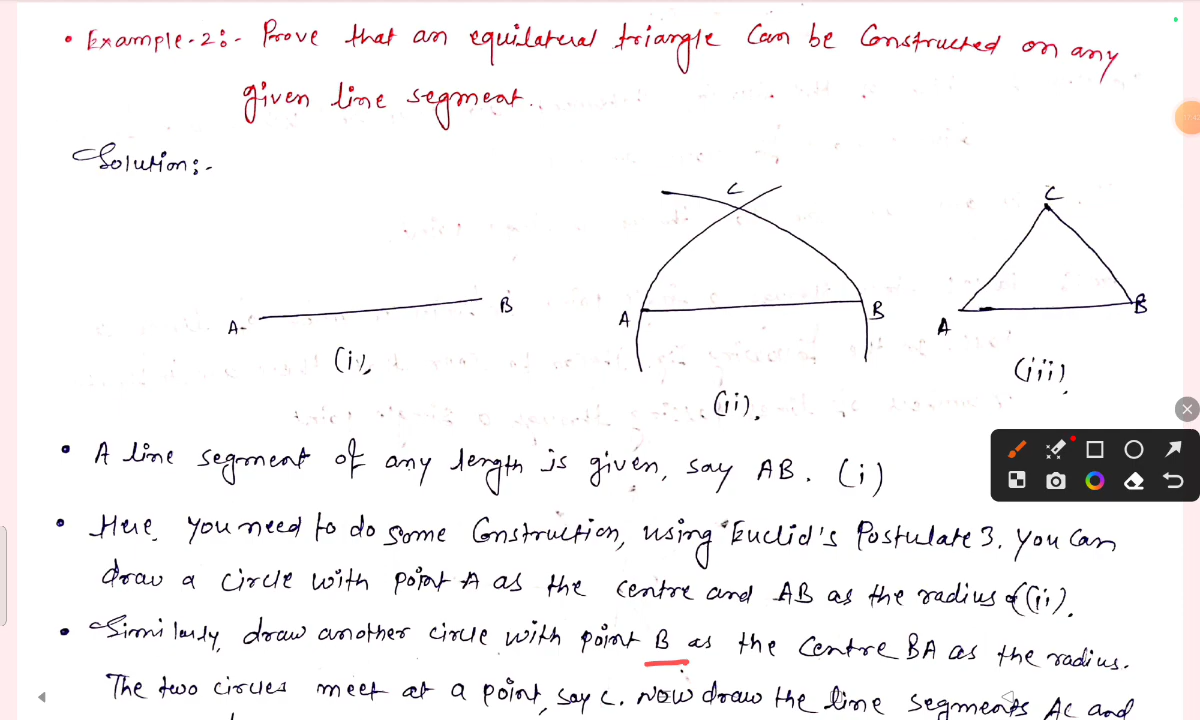 • Example-2:- Prove that an equilateral triangle can be constructed on any
given line segment..
Solution:-
A B
(i),
C
A B
(ii),
C
A B
(iii),
• A line segment of any length is given, say AB. (i)
• Here, you need to do some construction, using "Euclid's Postulate 3. you can
draw a circle with point A as the centre and AB as the radius of (ii).
• Similarly, draw another circle with point B as the centre BA as the radius.
The two circles meet at a point, say C. Now draw the line segments AC and